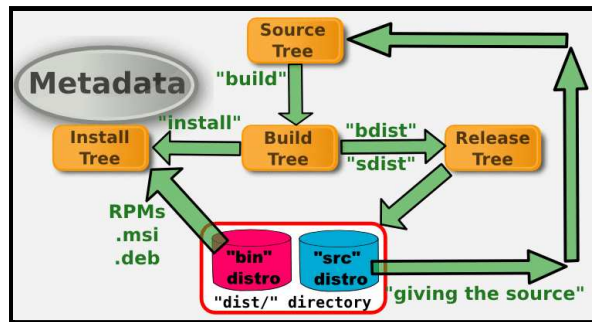 Source
Tree
Metadata
"build"
"install"
"bdist"
Install
Tree
Build
Tree
"sdist"
Release
Tree
RPMs
.msi
.deb
"bin"
distro
"src"
distro
"dist/" directory
"giving the source"